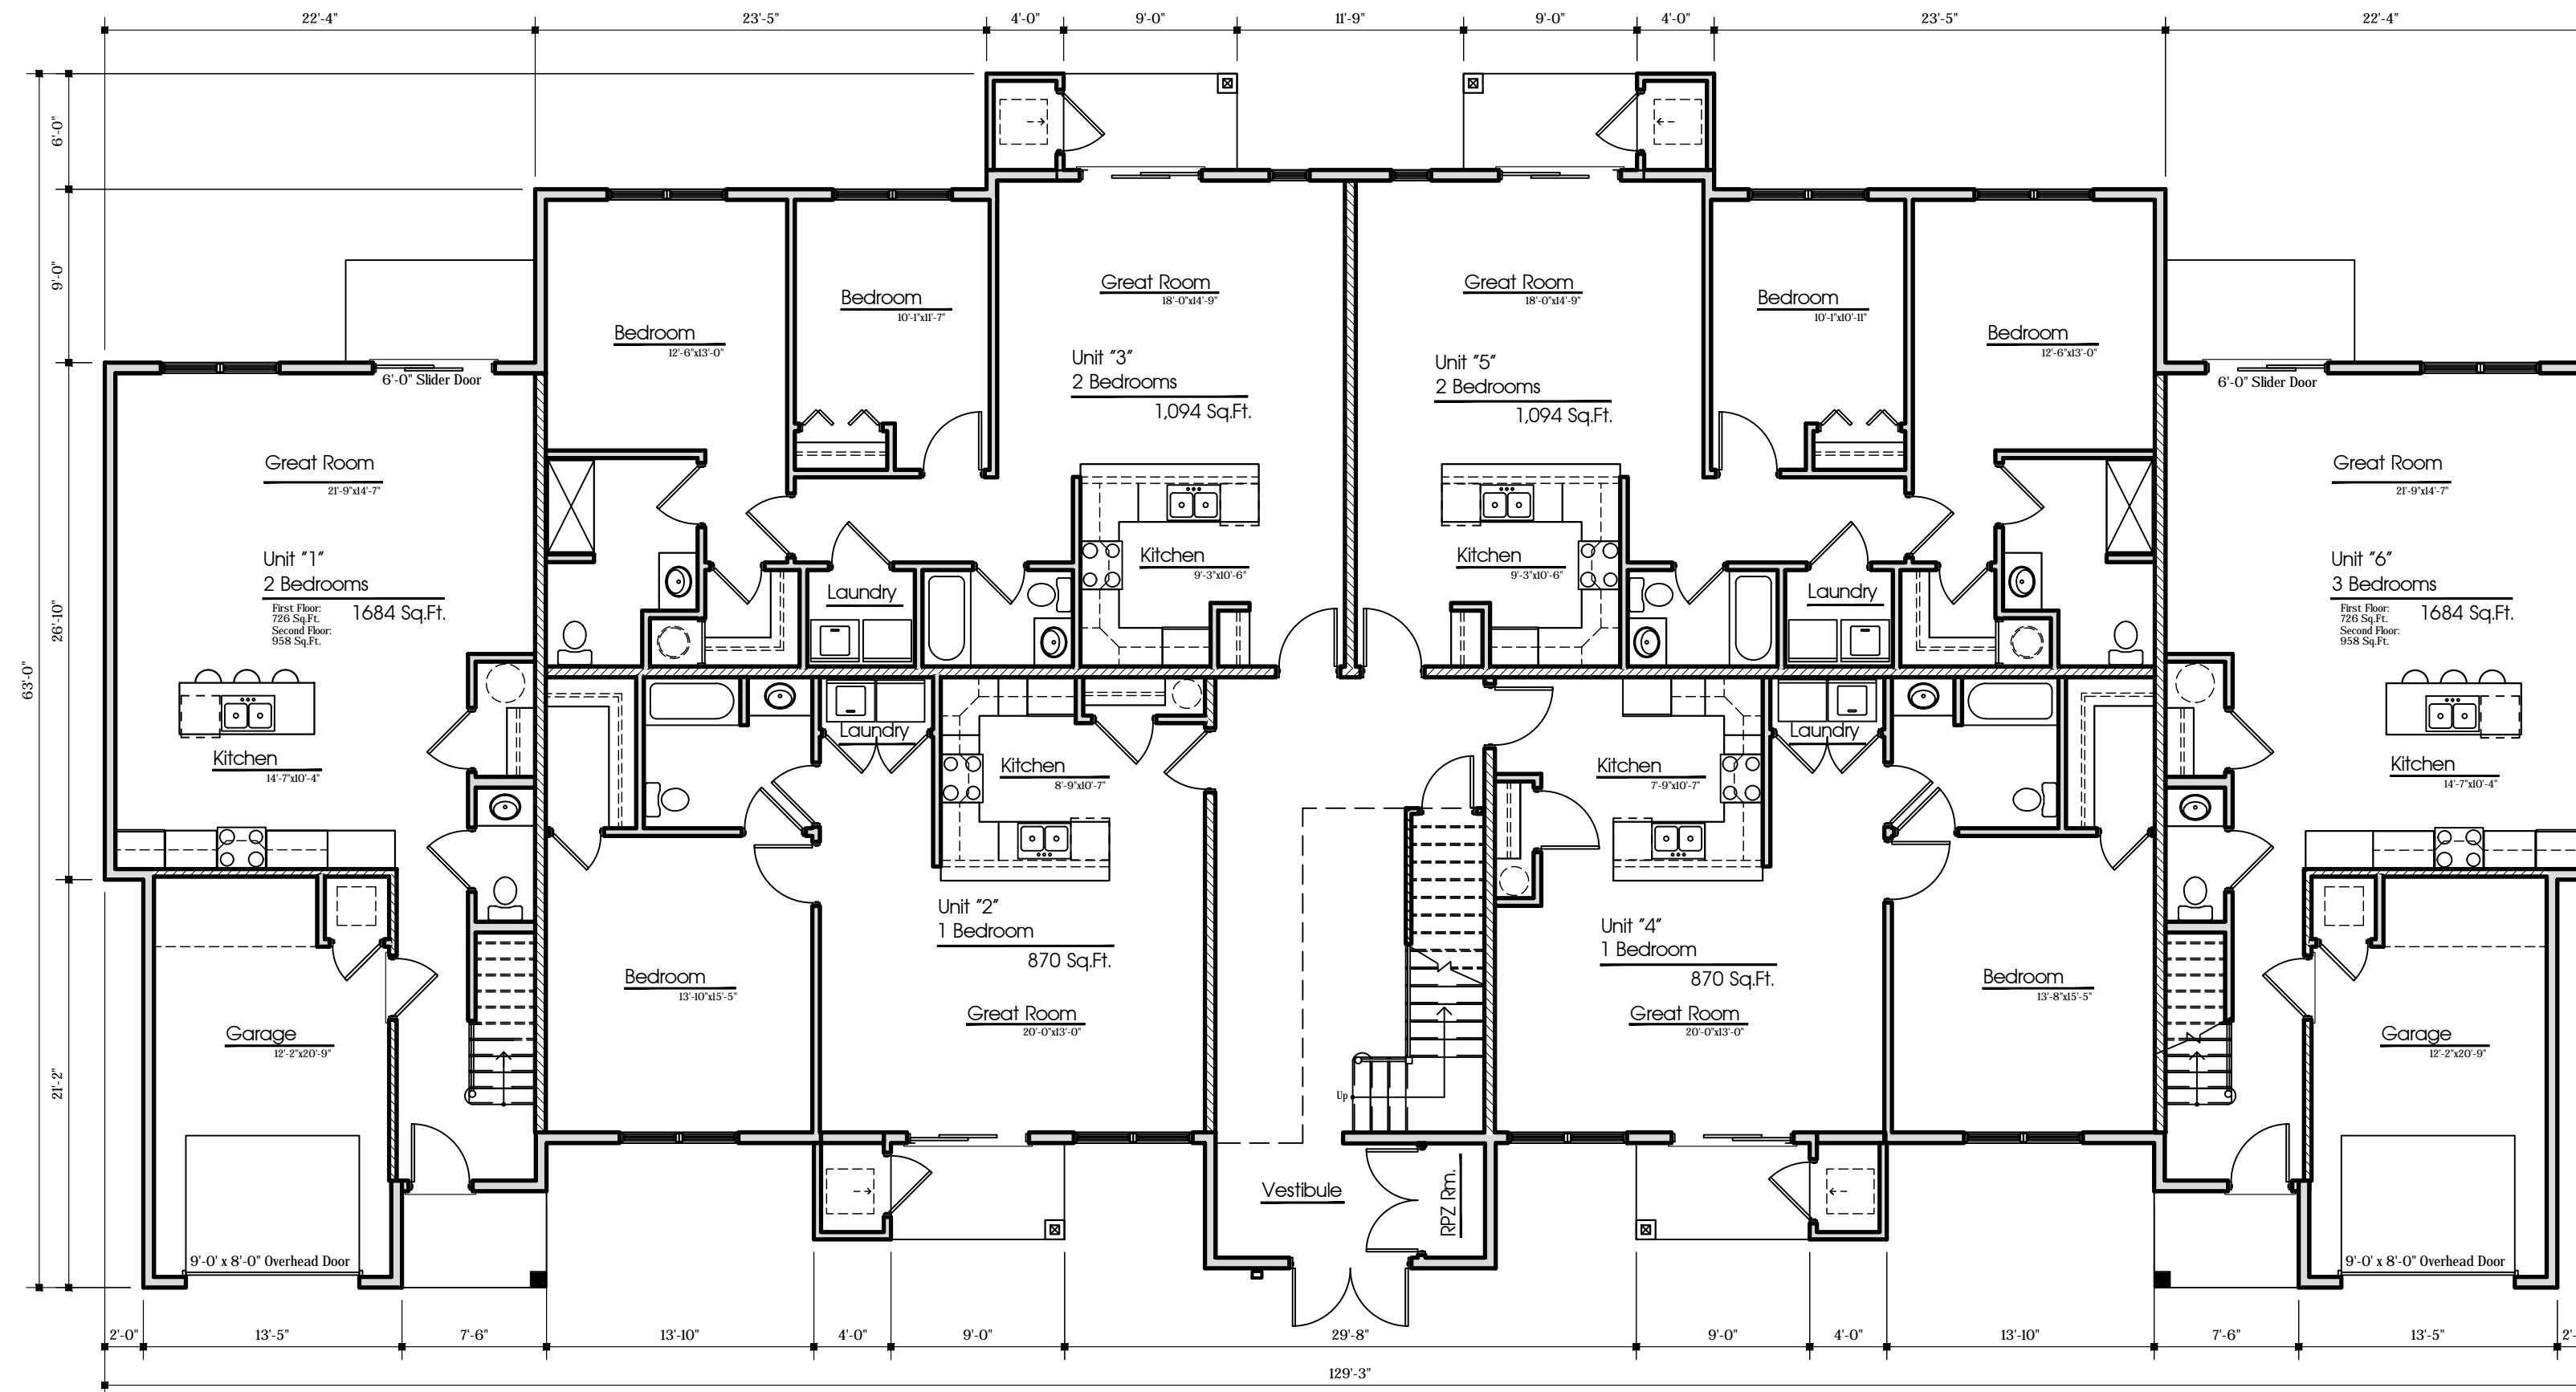 22'-4"
23'-5"
4'-0"
9'-0"
11'-9"
9'-0"
4'-0"
23'-5"
22'-4"
6'-0"
9'-0"
26'-10"
63'-0"
21'-2"
Great Room
18'-0"x14'-9"
Great Room
18'-0"x14'-9"
Bedroom
10'-1"x11'-7"
Bedroom
10'-1"x10'-11"
Bedroom
12'-6"x13'-0"
Bedroom
12'-6"x13'-0"
Unit "3"
2 Bedrooms
1,094 Sq.Ft.
Unit "5"
2 Bedrooms
1,094 Sq.Ft.
6'-0" Slider Door
6'-0" Slider Door
Great Room
21'-9"x14'-7"
Great Room
21'-9"x14'-7"
Unit "1"
2 Bedrooms
1684 Sq.Ft.
First Floor:
726 Sq.Ft.
Second Floor:
958 Sq.Ft.
Kitchen
9'-3"x10'-6"
Kitchen
9'-3"x10'-6"
Laundry
Laundry
Unit "6"
3 Bedrooms
1684 Sq.Ft.
First Floor:
726 Sq.Ft.
Second Floor:
958 Sq.Ft.
Kitchen
14'-7"x10'-4"
Laundry
Kitchen
8'-9"x10'-7"
Kitchen
7'-9"x10'-7"
Laundry
Kitchen
14'-7"x10'-4"
Unit "2"
1 Bedroom
870 Sq.Ft.
Unit "4"
1 Bedroom
870 Sq.Ft.
Bedroom
13'-10"x15'-5"
Bedroom
13'-8"x15'-5"
Great Room
20'-0"x13'-0"
Great Room
20'-0"x13'-0"
Garage
12'-2"x20'-9"
Garage
12'-2"x20'-9"
Up
Vestibule
RPZ Rm.
9'-0' x 8'-0" Overhead Door
9'-0' x 8'-0" Overhead Door
2'-0"
13'-5"
7'-6"
13'-10"
4'-0"
9'-0"
29'-8"
9'-0"
4'-0"
13'-10"
7'-6"
13'-5"
2'-
129'-3"